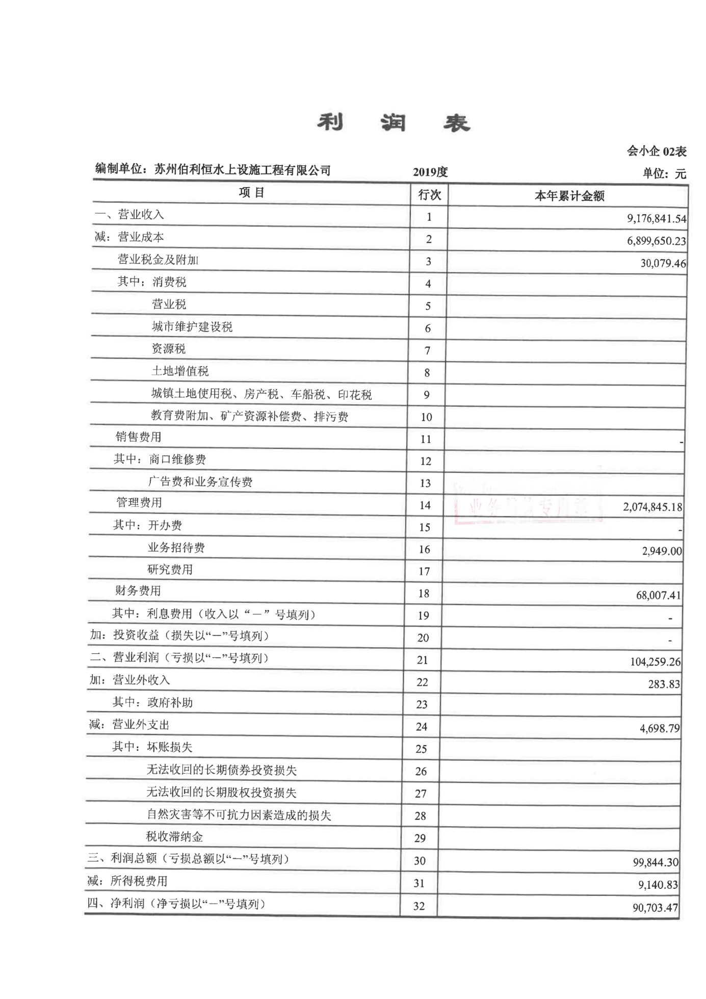 利 润 表
会小企 02表
编制单位：苏州伯利恒水上设施工程有限公司 2019度 单位：元
项 目 行次 本年累计金额
一、营业收入 1 9,176,841.54
减：营业成本 2 6,899,650.23
营业税金及附加 3 30,079.46
其中：消费税 4
营业税 5
城市维护建设税 6
资源税 7
土地增值税 8
城镇土地使用税、房产税、车船税、印花税 9
教育费附加、矿产资源补偿费、排污费 10
销售费用 11 -
其中：商口维修费 12
广告费和业务宣传费 13
管理费用 14 2,074,845.18
业务 专用
其中：开办费 15 -
业务招待费 16 2,949.00
研究费用 17
财务费用 18 68,007.41
其中：利息费用（收入以“－”号填列） 19 -
加：投资收益（损失以“－”号填列） 20 -
二、营业利润（亏损以“－”号填列） 21 104,259.26
加：营业外收入 22 283.83
其中：政府补助 23
减：营业外支出 24 4,698.79
其中：坏账损失 25
无法收回的长期债券投资损失 26
无法收回的长期股权投资损失 27
自然灾害等不可抗力因素造成的损失 28
税收滞纳金 29
三、利润总额（亏损总额以“－”号填列） 30 99,844.30
减：所得税费用 31 9,140.83
四、净利润（净亏损以“－”号填列） 32 90,703.47